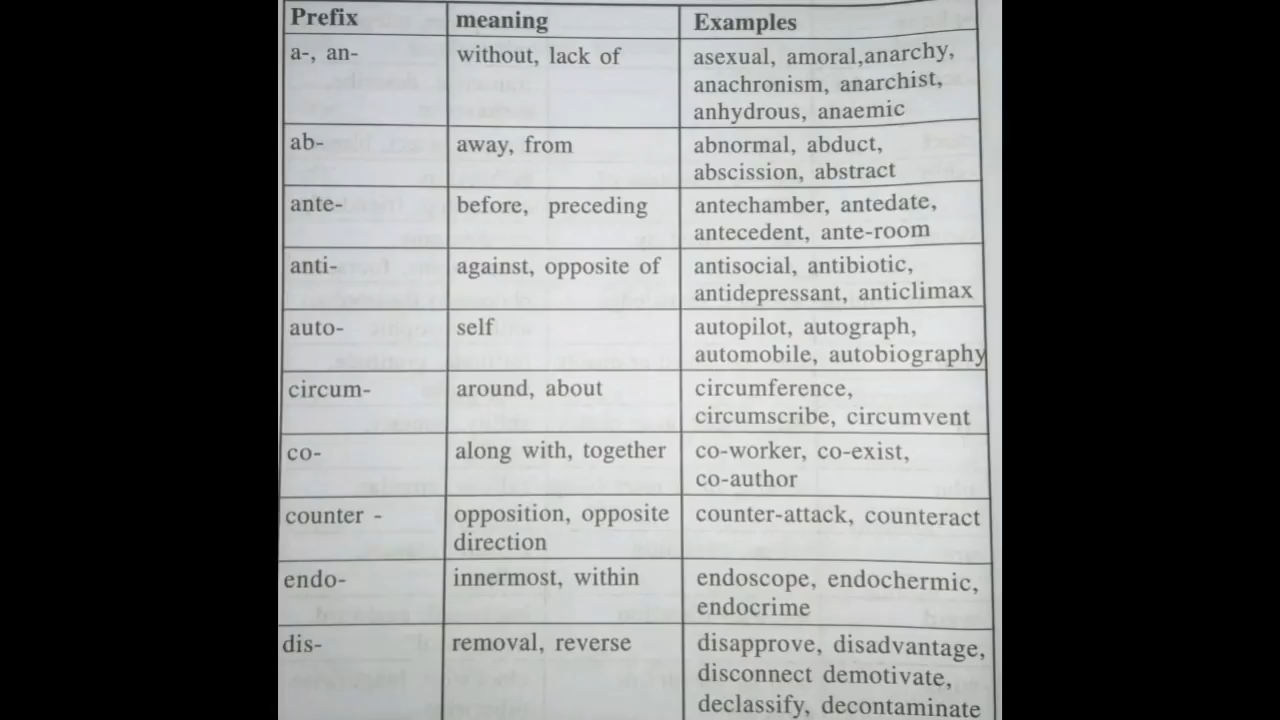 Prefix meaning Examples
a-, an- without, lack of asexual, amoral,anarchy,
anachronism, anarchist,
anhydrous, anaemic
ab- away, from abnormal, abduct,
abscission, abstract
ante- before, preceding antechamber, antedate,
antecedent, ante-room
anti- against, opposite of antisocial, antibiotic,
antidepressant, anticlimax
auto- self autopilot, autograph,
automobile, autobiography
circum- around, about circumference,
circumscribe, circumvent
co- along with, together co-worker, co-exist,
co-author
counter - opposition, opposite counter-attack, counteract
direction
endo- innermost, within endoscope, endochermic,
endocrime
dis- removal, reverse disapprove, disadvantage,
disconnect demotivate,
declassify, decontaminate